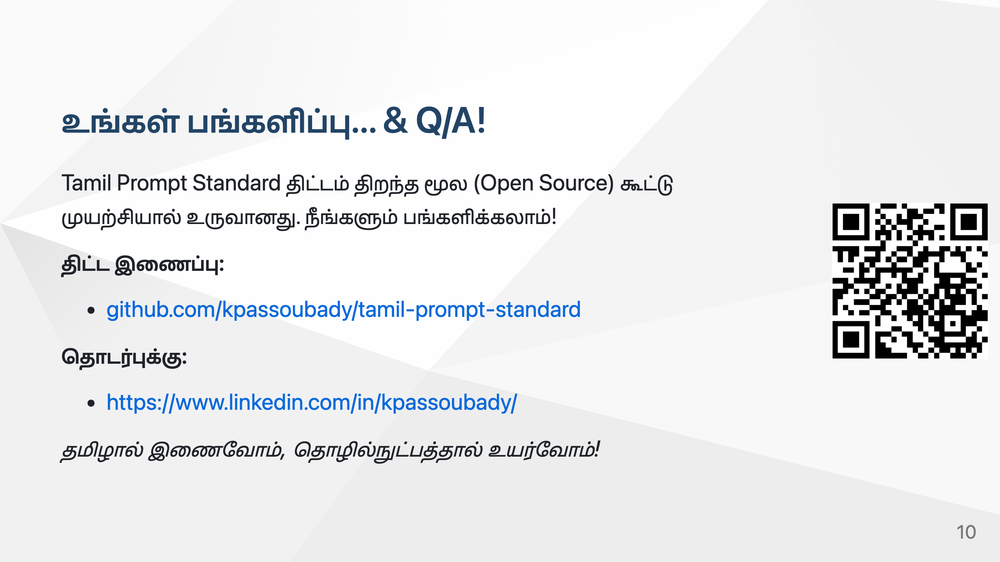 உங்கள் பங்களிப்பு... & Q/A!
Tamil Prompt Standard திட்டம் திறந்த மூல (Open Source) கூட்டு
முயற்சியால் உருவானது. நீங்களும் பங்களிக்கலாம்!
திட்ட இணைப்பு:
• github.com/kpassoubady/tamil-prompt-standard
தொடர்புக்கு:
• https://www.linkedin.com/in/kpassoubady/
தமிழால் இணைவோம், தொழில்நுட்பத்தால் உயர்வோம்!
10